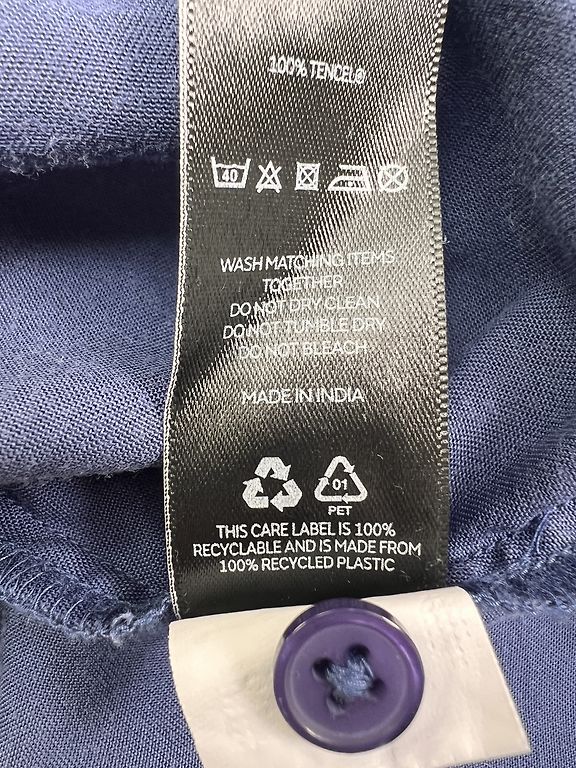 100% TENCEL®
40
WASH MATCHING ITEMS
TOGETHER
DO NOT DRY CLEAN
DO NOT TUMBLE DRY
DO NOT BLEACH
MADE IN INDIA
01
PET
THIS CARE LABEL IS 100%
RECYCLABLE AND IS MADE FROM
100% RECYCLED PLASTIC